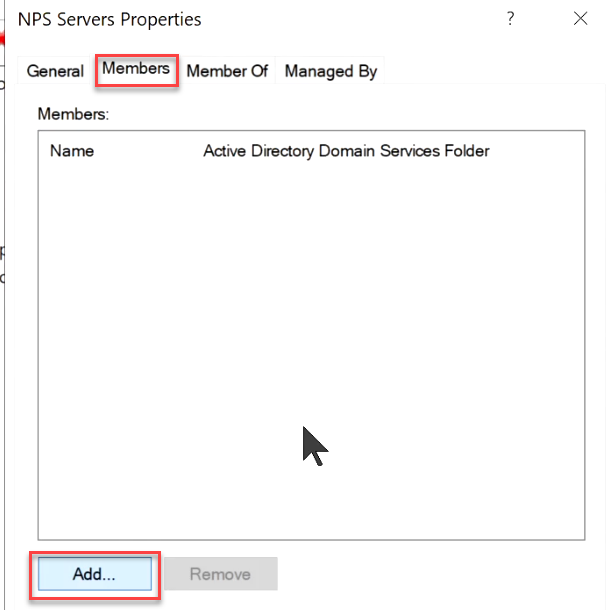 NPS Servers Properties ?
General Members Member Of Managed By
Members:
Name Active Directory Domain Services Folder
Add... Remove